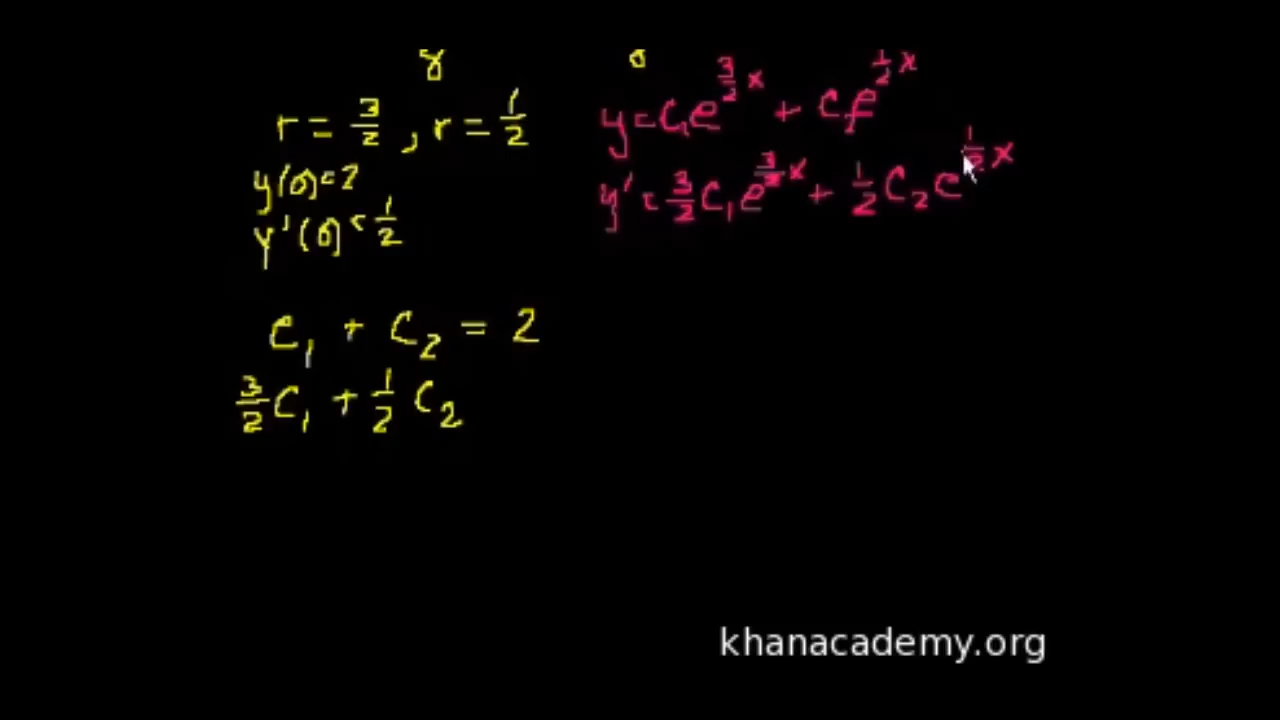 r = 3/2 , r = 1/2
y(0) = 2
y'(0) = 1/2
y = C₁e^(3/2 x) + C₂e^(1/2 x)
y' = 3/2 C₁e^(3/2 x) + 1/2 C₂e^(1/2 x)
C₁ + C₂ = 2
3/2 C₁ + 1/2 C₂
khanacademy.org